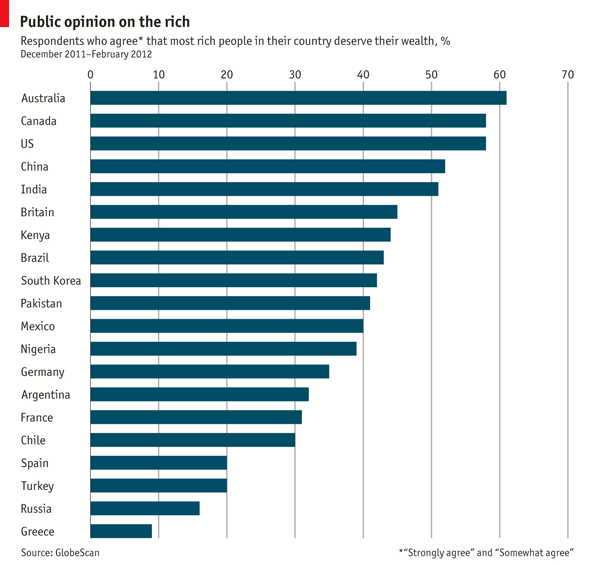 Public opinion on the rich
Respondents who agree* that most rich people in their country deserve their wealth, %
December 2011–February 2012
0 10 20 30 40 50 60 70
Australia
Canada
US
China
India
Britain
Kenya
Brazil
South Korea
Pakistan
Mexico
Nigeria
Germany
Argentina
France
Chile
Spain
Turkey
Russia
Greece
Source: GlobeScan *“Strongly agree” and “Somewhat agree”